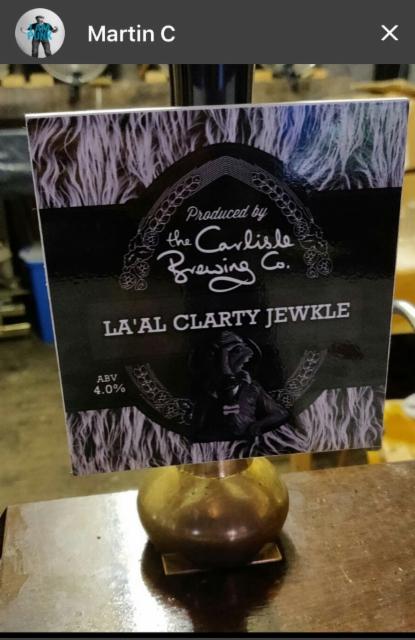 Martin C
Produced by
the Carlisle
Brewing Co.
LA'AL CLARTY JEWKLE
ABV
4.0%